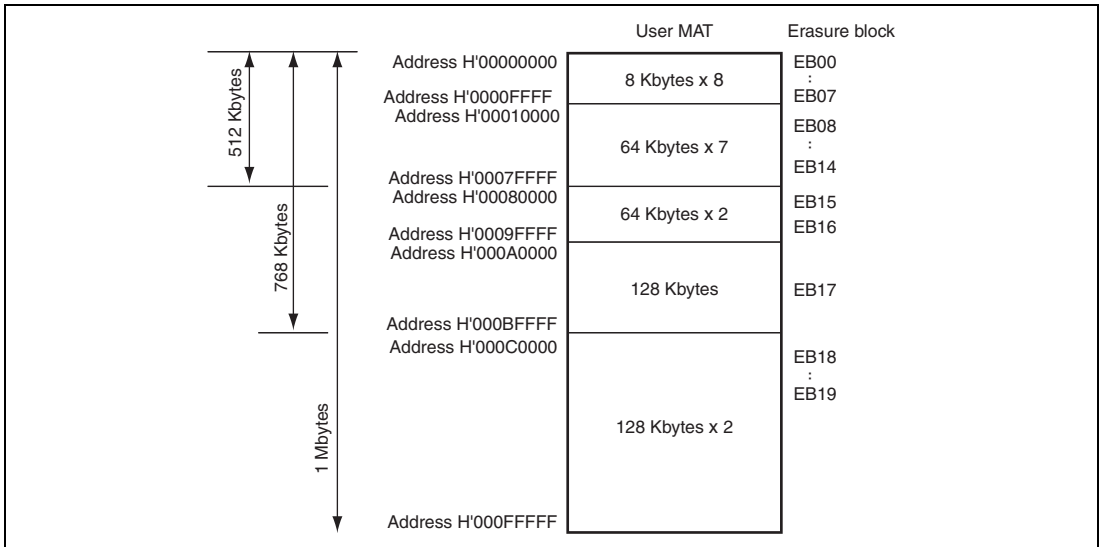 User MAT
Erasure block
Address H'00000000
EB00
8 Kbytes x 8
:
Address H'0000FFFF
EB07
Address H'00010000
EB08
512 Kbytes
64 Kbytes x 7
:
EB14
Address H'0007FFFF
Address H'00080000
EB15
64 Kbytes x 2
EB16
Address H'0009FFFF
Address H'000A0000
768 Kbytes
128 Kbytes
EB17
Address H'000BFFFF
Address H'000C0000
EB18
:
EB19
1 Mbytes
128 Kbytes x 2
Address H'000FFFFF